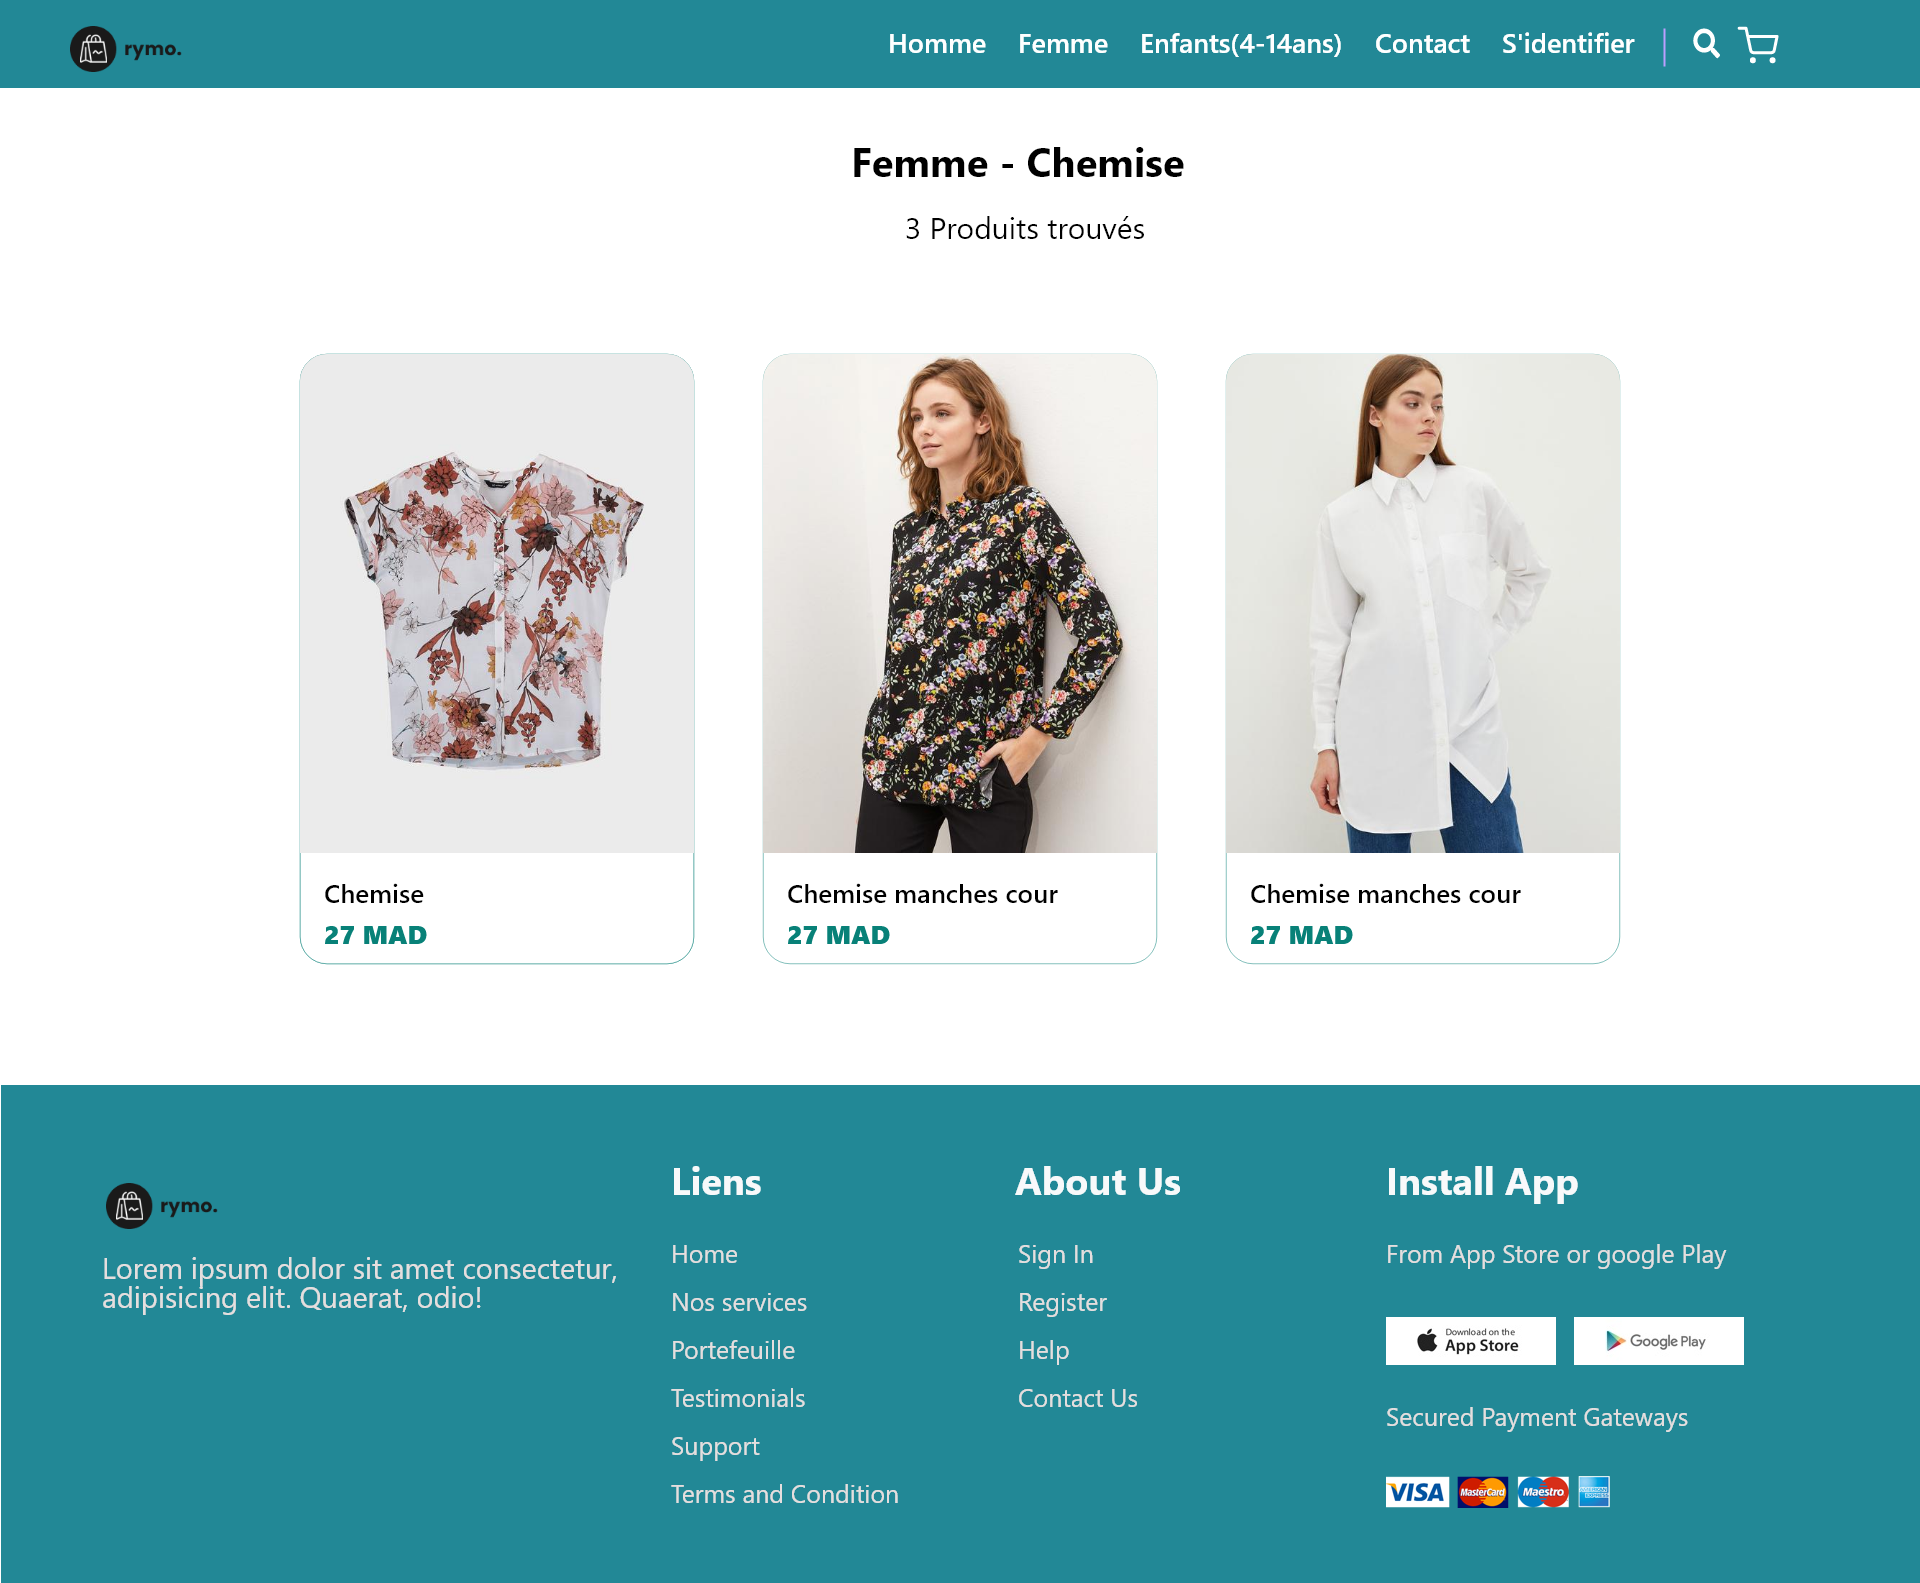 rymo.
Homme Femme Enfants(4-14ans) Contact S'identifier
Femme - Chemise
3 Produits trouvés
Chemise
27 MAD
Chemise manches cour
27 MAD
Chemise manches cour
27 MAD
rymo.
Lorem ipsum dolor sit amet consectetur,
adipisicing elit. Quaerat, odio!
Liens
Home
Nos services
Portefeuille
Testimonials
Support
Terms and Condition
About Us
Sign In
Register
Help
Contact Us
Install App
From App Store or google Play
Download on the
App Store
Google Play
Secured Payment Gateways
VISA MasterCard Maestro AMERICAN EXPRESS